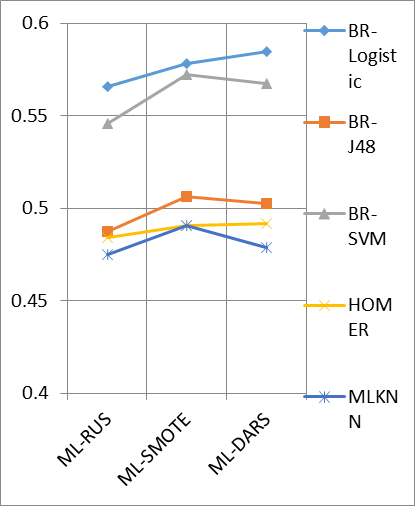 0.6
0.55
0.5
0.45
0.4
ML-RUS
ML-SMOTE
ML-DARS
BR-
Logist
ic
BR-
J48
BR-
SVM
HOM
ER
MLKN
N